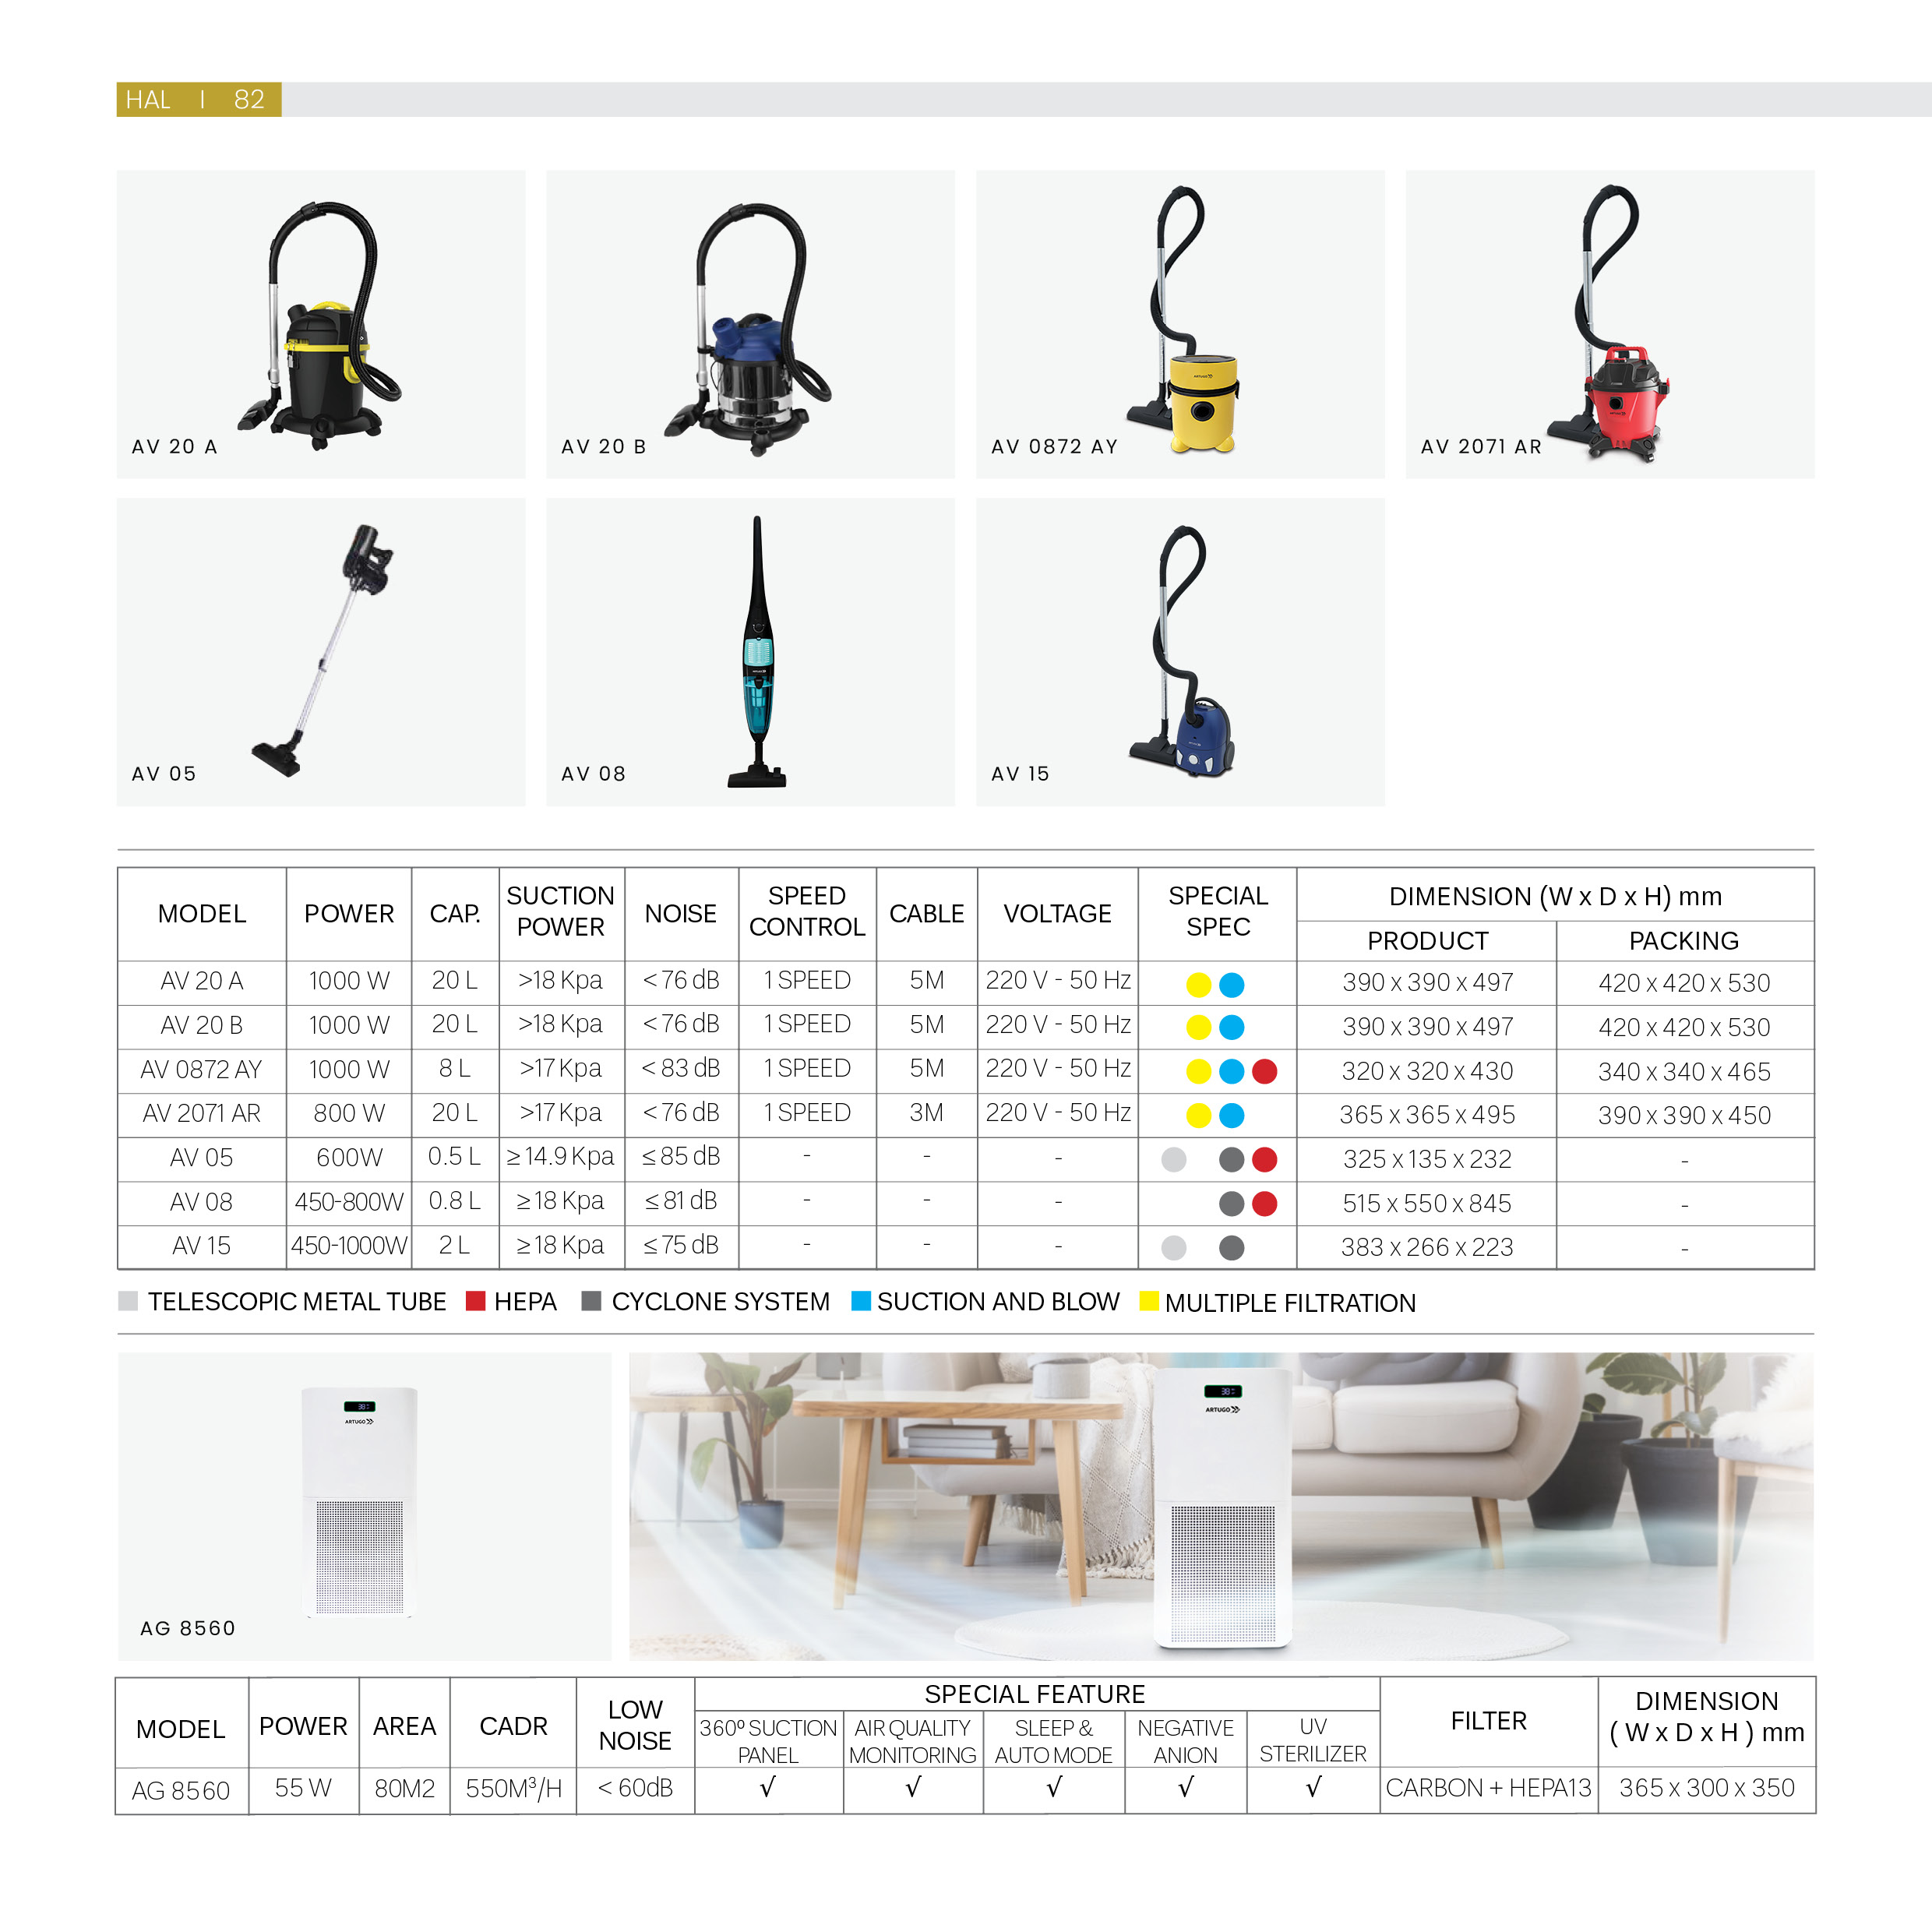 HAL | 82
AV 20 A
AV 20 B
ARTUGO
AV 0872 AY
ARTUGO
AV 2071 AR
AV 05
ARTUGO
AV 08
AV 15
MODEL POWER CAP. SUCTION POWER NOISE SPEED CONTROL CABLE VOLTAGE SPECIAL SPEC DIMENSION (W x D x H) mm
PRODUCT PACKING
AV 20 A 1000 W 20 L >18 Kpa < 76 dB 1 SPEED 5M 220 V - 50 Hz 390 x 390 x 497 420 x 420 x 530
AV 20 B 1000 W 20 L >18 Kpa < 76 dB 1 SPEED 5M 220 V - 50 Hz 390 x 390 x 497 420 x 420 x 530
AV 0872 AY 1000 W 8 L >17 Kpa < 83 dB 1 SPEED 5M 220 V - 50 Hz 320 x 320 x 430 340 x 340 x 465
AV 2071 AR 800 W 20 L >17 Kpa < 76 dB 1 SPEED 3M 220 V - 50 Hz 365 x 365 x 495 390 x 390 x 450
AV 05 600W 0.5 L ≥ 14.9 Kpa ≤ 85 dB - - - 325 x 135 x 232 -
AV 08 450-800W 0.8 L ≥ 18 Kpa ≤ 81 dB - - - 515 x 550 x 845 -
AV 15 450-1000W 2 L ≥ 18 Kpa ≤ 75 dB - - - 383 x 266 x 223 -
TELESCOPIC METAL TUBE HEPA CYCLONE SYSTEM SUCTION AND BLOW MULTIPLE FILTRATION
38
ARTUGO
AG 8560
38
ARTUGO
MODEL POWER AREA CADR LOW NOISE SPECIAL FEATURE FILTER DIMENSION ( W x D x H ) mm
360º SUCTION PANEL AIR QUALITY MONITORING SLEEP & AUTO MODE NEGATIVE ANION UV STERILIZER
AG 8560 55 W 80M2 550M³/H < 60dB √ √ √ √ √ CARBON + HEPA13 365 x 300 x 350